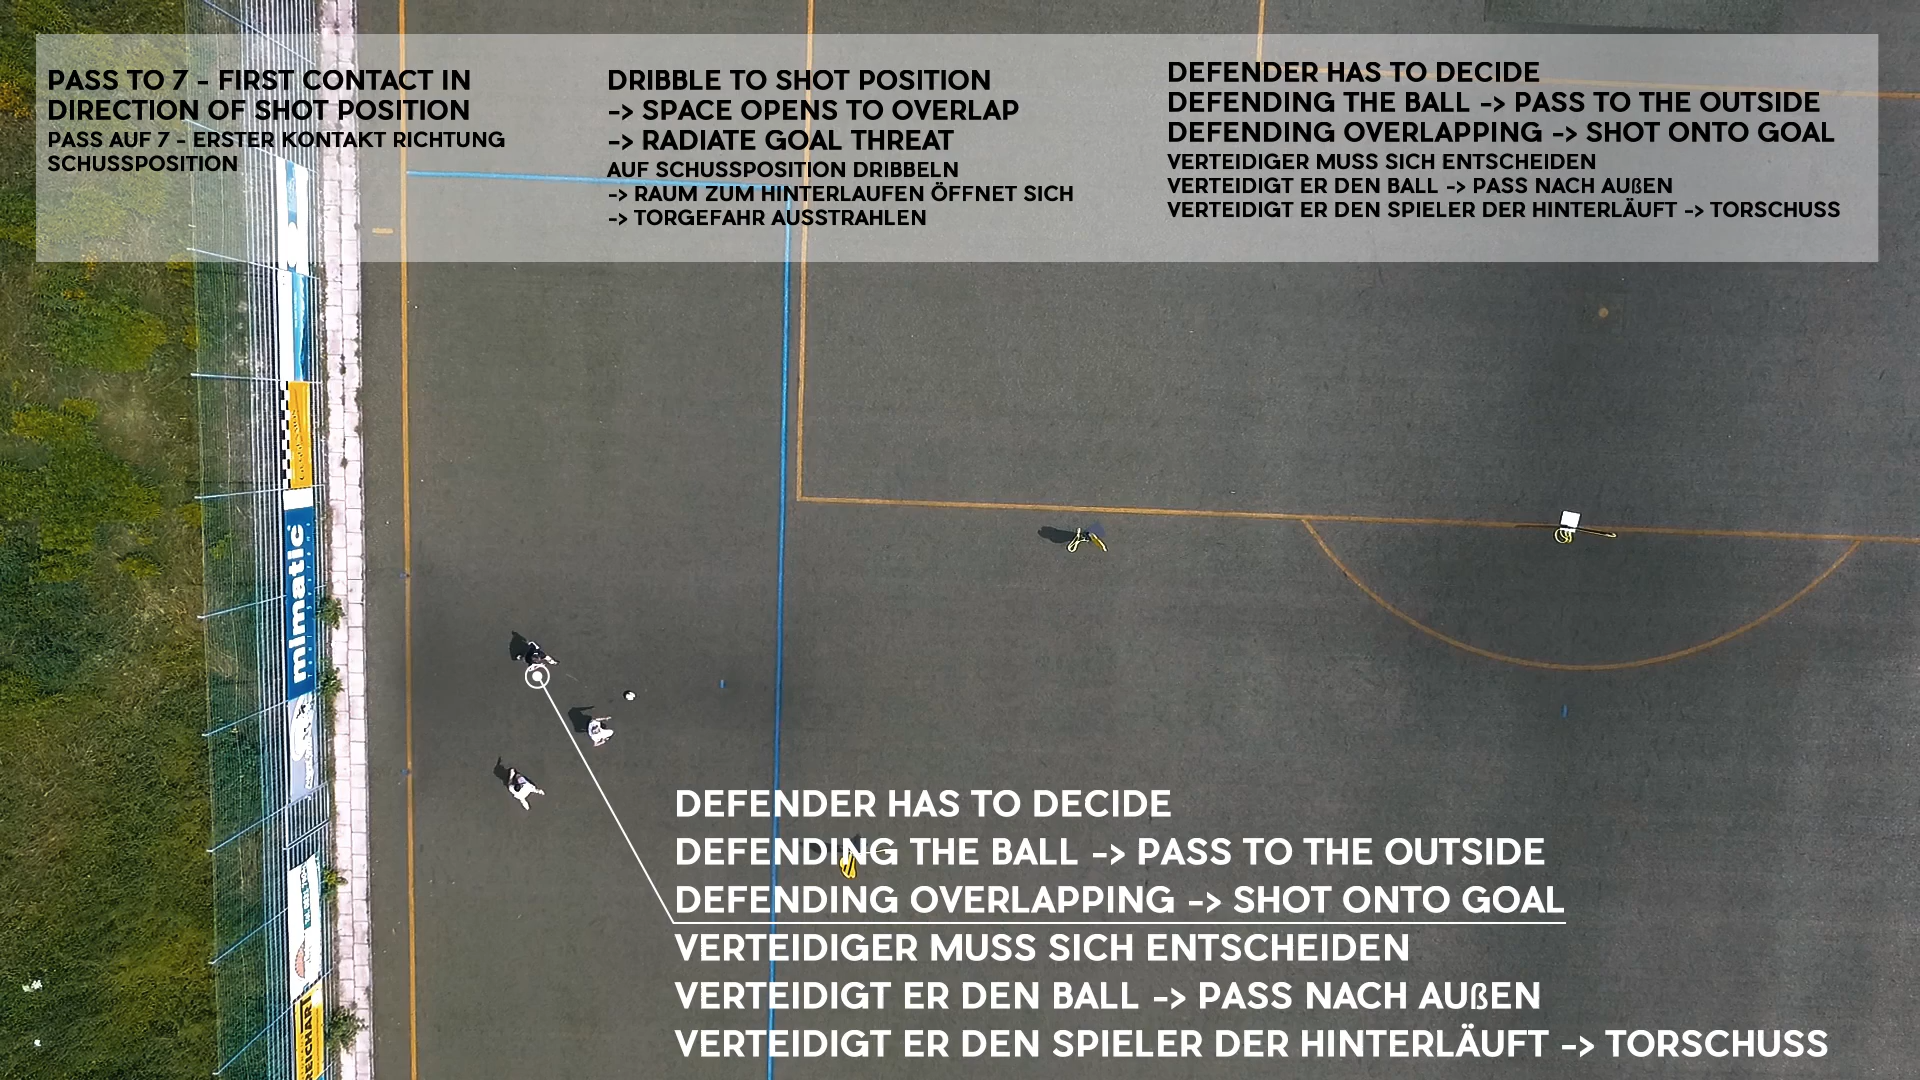 PASS TO 7 - FIRST CONTACT IN
DIRECTION OF SHOT POSITION
PASS AUF 7 - ERSTER KONTAKT RICHTUNG
SCHUSSPOSITION
DRIBBLE TO SHOT POSITION
-> SPACE OPENS TO OVERLAP
-> RADIATE GOAL THREAT
AUF SCHUSSPOSITION DRIBBELN
-> RAUM ZUM HINTERLAUFEN ÖFFNET SICH
-> TORGEFAHR AUSSTRAHLEN
DEFENDER HAS TO DECIDE
DEFENDING THE BALL -> PASS TO THE OUTSIDE
DEFENDING OVERLAPPING -> SHOT ONTO GOAL
VERTEIDIGER MUSS SICH ENTSCHEIDEN
VERTEIDIGT ER DEN BALL -> PASS NACH AUßEN
VERTEIDIGT ER DEN SPIELER DER HINTERLÄUFT -> TORSCHUSS
mlmatic
DEFENDER HAS TO DECIDE
DEFENDING THE BALL -> PASS TO THE OUTSIDE
DEFENDING OVERLAPPING -> SHOT ONTO GOAL
VERTEIDIGER MUSS SICH ENTSCHEIDEN
VERTEIDIGT ER DEN BALL -> PASS NACH AUßEN
VERTEIDIGT ER DEN SPIELER DER HINTERLÄUFT -> TORSCHUSS